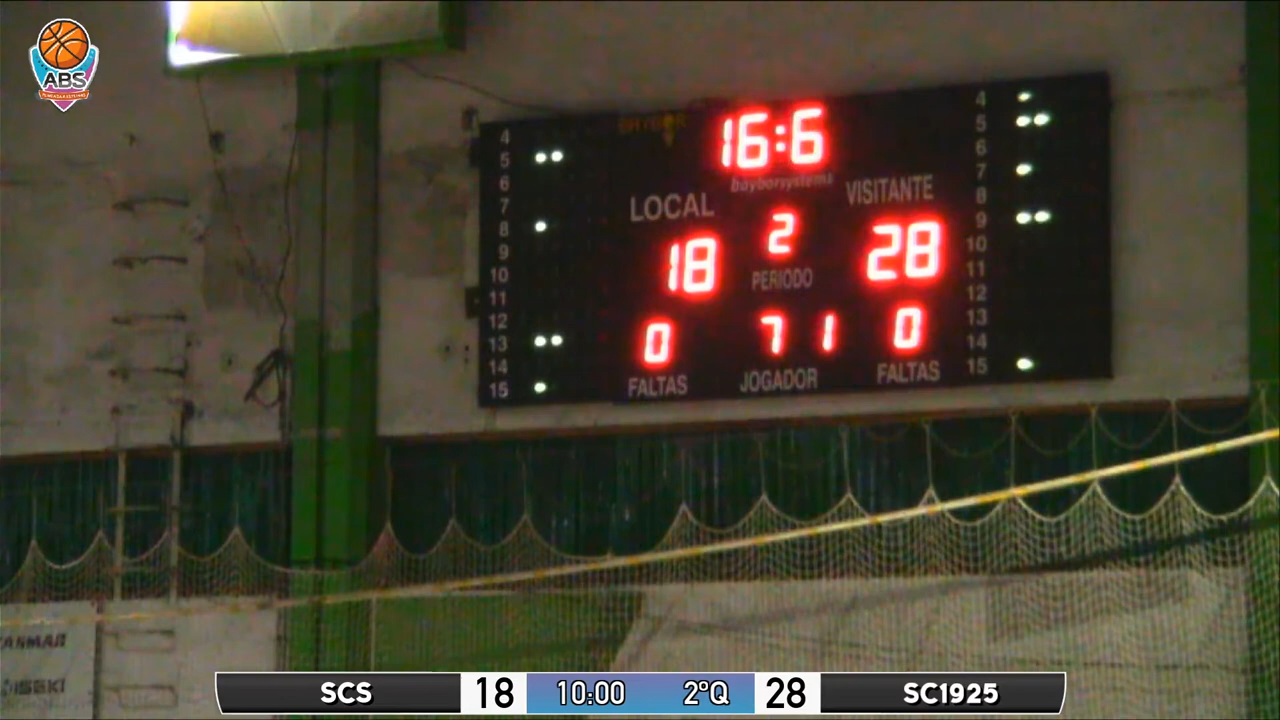 ABS
16:6
bayborsystems
LOCAL
VISITANTE
18
2
28
PERIODO
0
7 1
0
FALTAS
JOGADOR
FALTAS
4
5
6
7
8
9
10
11
12
13
14
15
4
5
6
7
8
9
10
11
12
13
14
15
YANMAR
ISEKI
SCS 18 10:00 2ºQ 28 SC1925